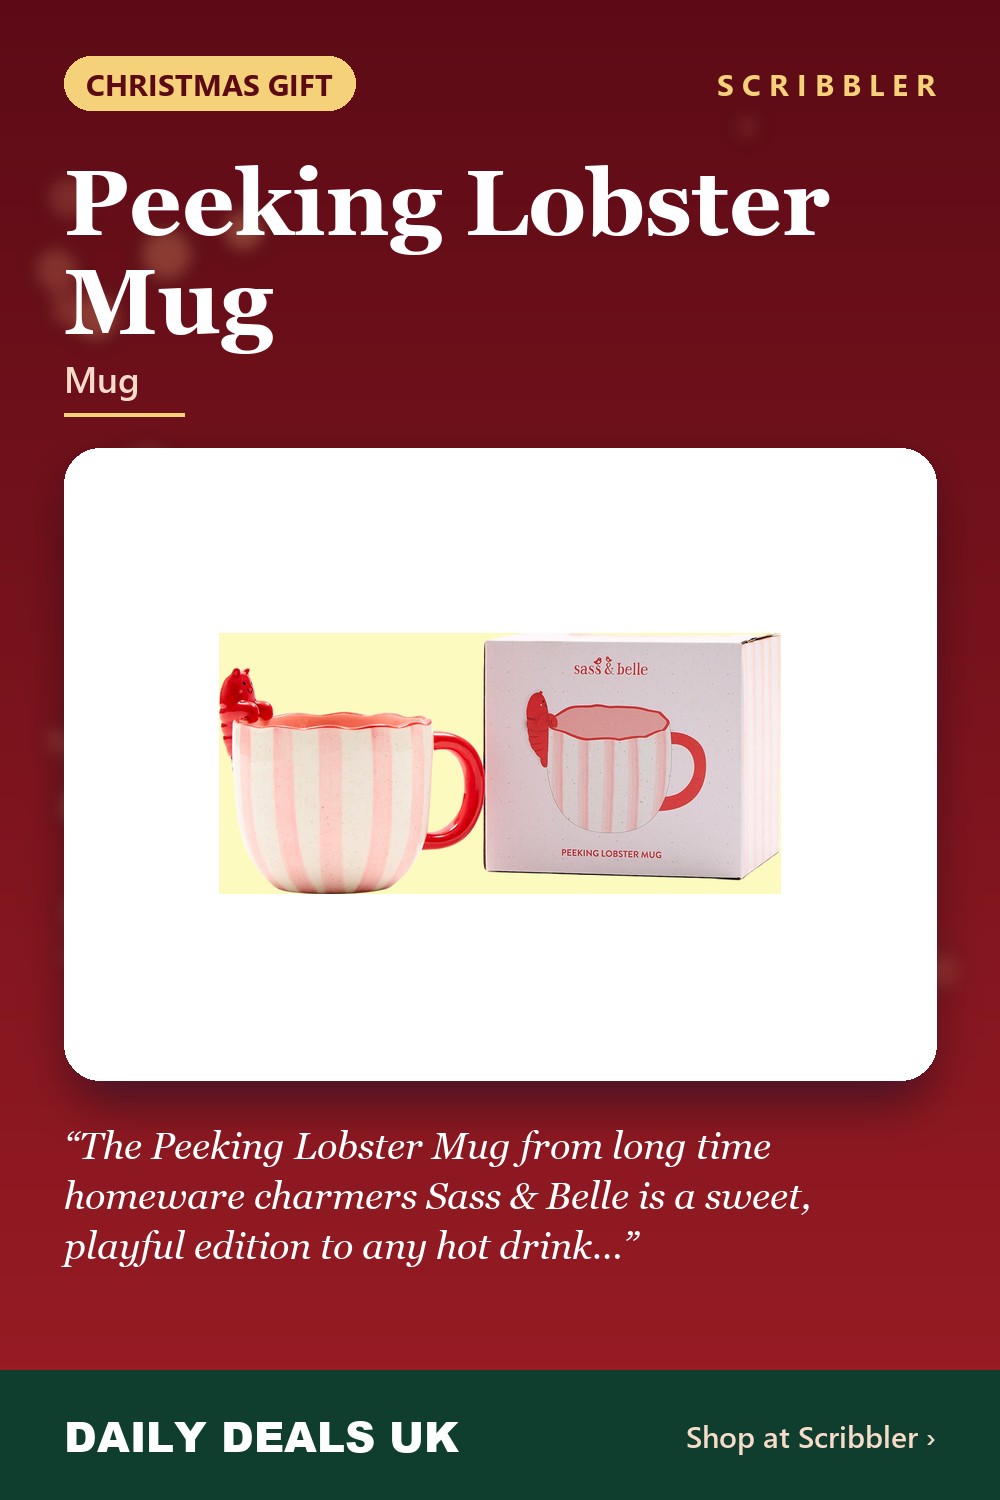 CHRISTMAS GIFT
SCRIBBLER
Peeking Lobster
Mug
Mug
sass & belle
PEEKING LOBSTER MUG
“The Peeking Lobster Mug from long time
homeware charmers Sass & Belle is a sweet,
playful edition to any hot drink...”
DAILY DEALS UK
Shop at Scribbler ›